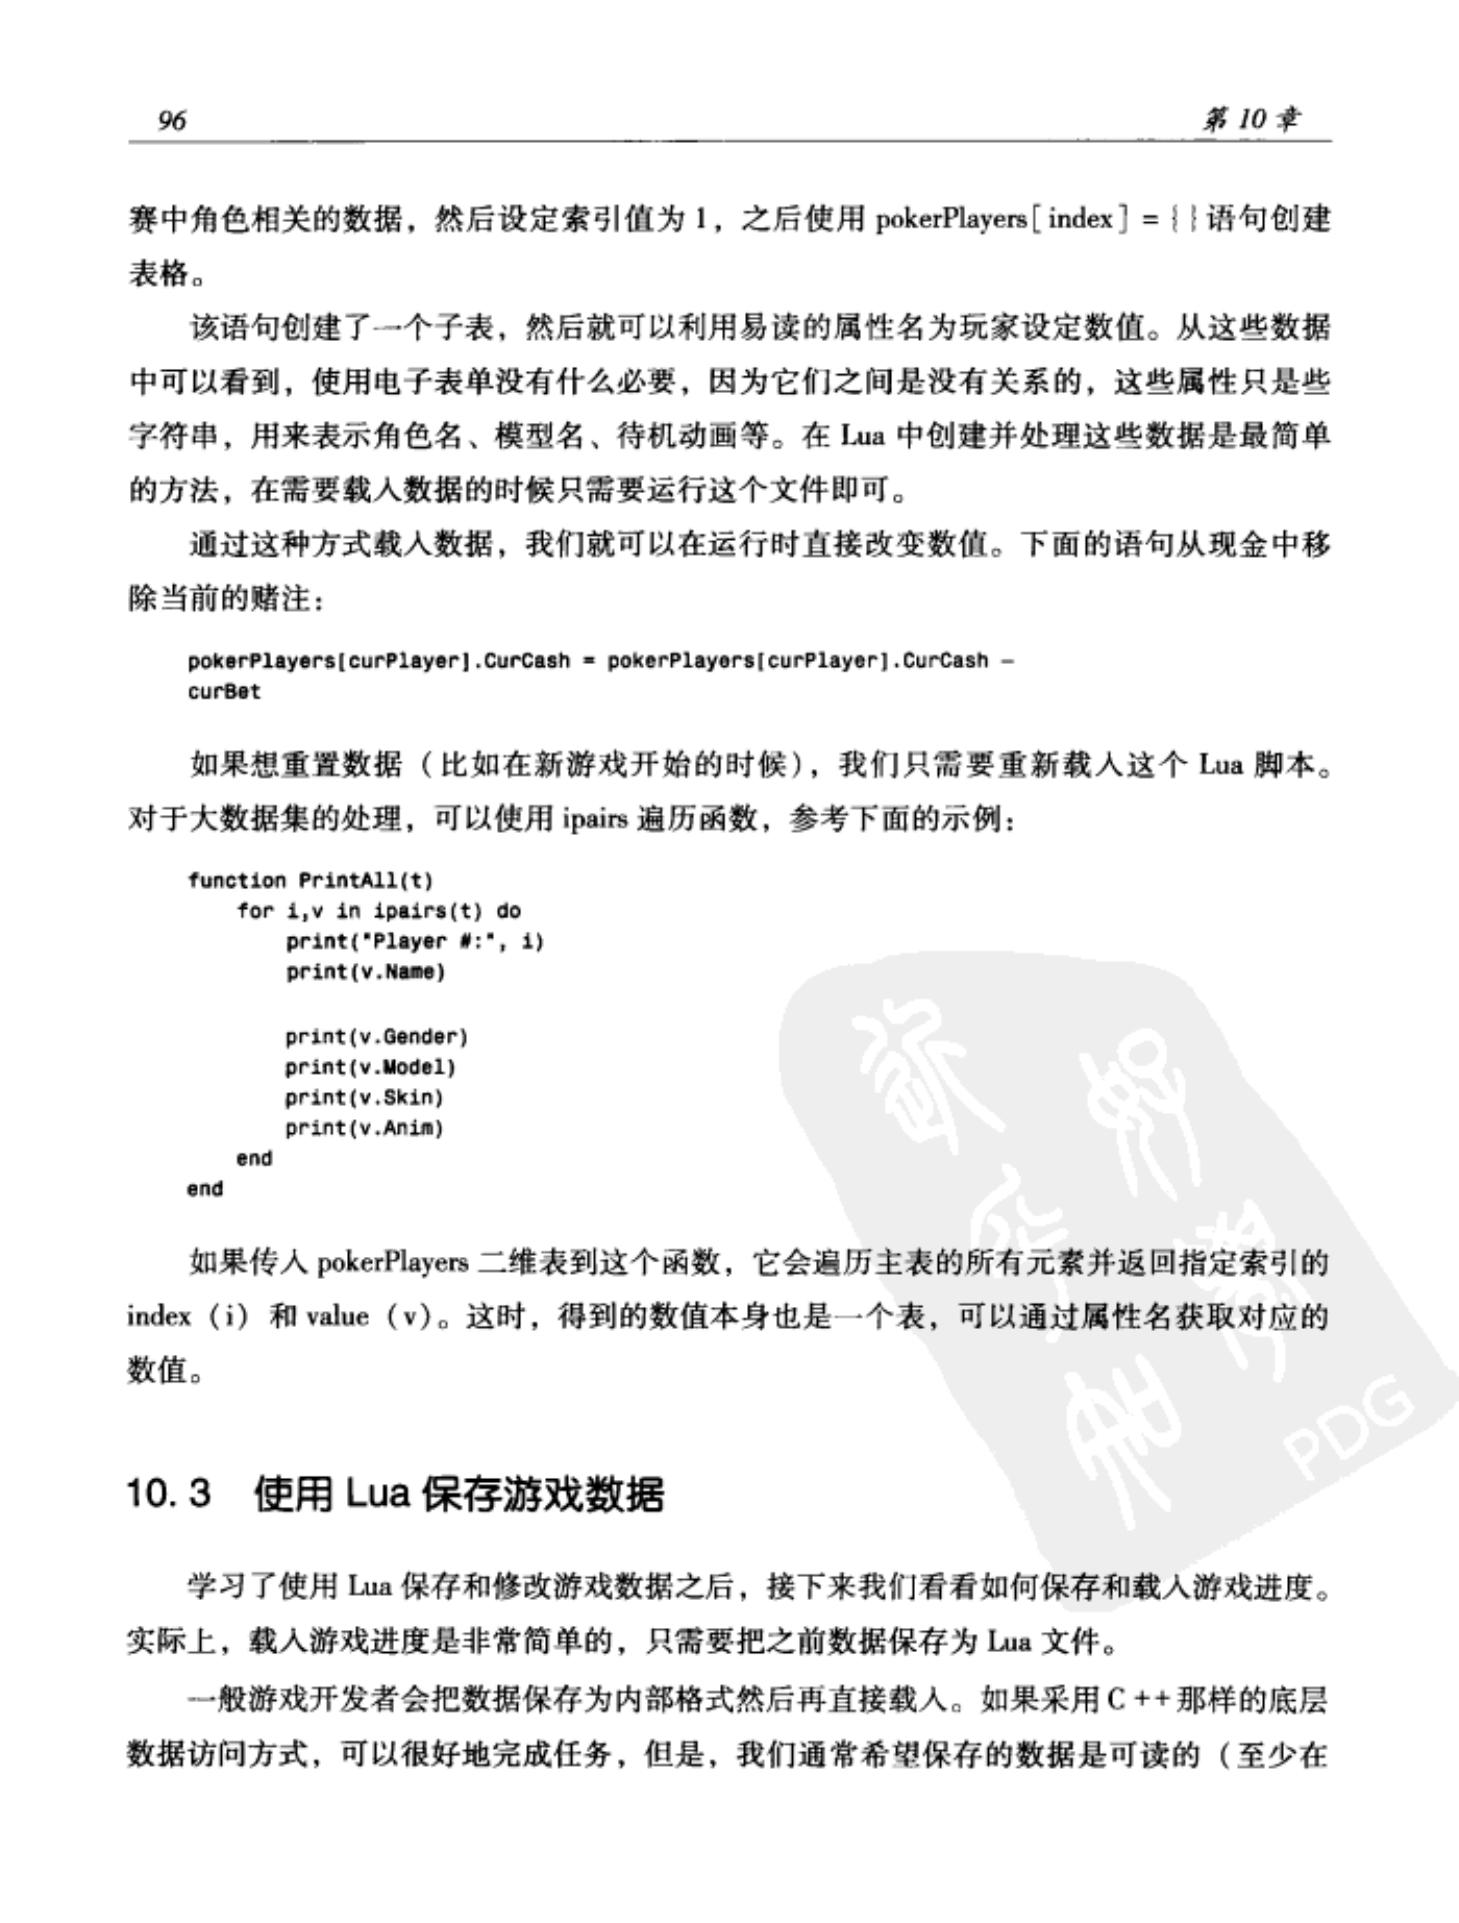 96
第 10 章
赛中角色相关的数据，然后设定索引值为 1，之后使用 pokerPlayers[index] = {}语句创建
表格。
该语句创建了一个子表，然后就可以利用易读的属性名为玩家设定数值。从这些数据
中可以看到，使用电子表单没有什么必要，因为它们之间是没有关系的，这些属性只是些
字符串，用来表示角色名、模型名、待机动画等。在 Lua 中创建并处理这些数据是最简单
的方法，在需要载入数据的时候只需要运行这个文件即可。
通过这种方式载入数据，我们就可以在运行时直接改变数值。下面的语句从现金中移
除当前的赌注：
pokerPlayers[curPlayer].CurCash = pokerPlayers[curPlayer].CurCash –
curBet
如果想重置数据（比如在新游戏开始的时候），我们只需要重新载入这个 Lua 脚本。
对于大数据集的处理，可以使用 ipairs 遍历函数，参考下面的示例：
function PrintAll(t)
for i,v in ipairs(t) do
print("Player #:", i)
print(v.Name)
print(v.Gender)
print(v.Model)
print(v.Skin)
print(v.Anim)
end
end
如果传入 pokerPlayers 二维表到这个函数，它会遍历主表的所有元素并返回指定索引的
index（i）和 value（v）。这时，得到的数值本身也是一个表，可以通过属性名获取对应的
数值。
PDG
10.3 使用 Lua 保存游戏数据
学习了使用 Lua 保存和修改游戏数据之后，接下来我们看看如何保存和载入游戏进度。
实际上，载入游戏进度是非常简单的，只需要把之前数据保存为 Lua 文件。
一般游戏开发者会把数据保存为内部格式然后再直接载入。如果采用 C ++ 那样的底层
数据访问方式，可以很好地完成任务，但是，我们通常希望保存的数据是可读的（至少在